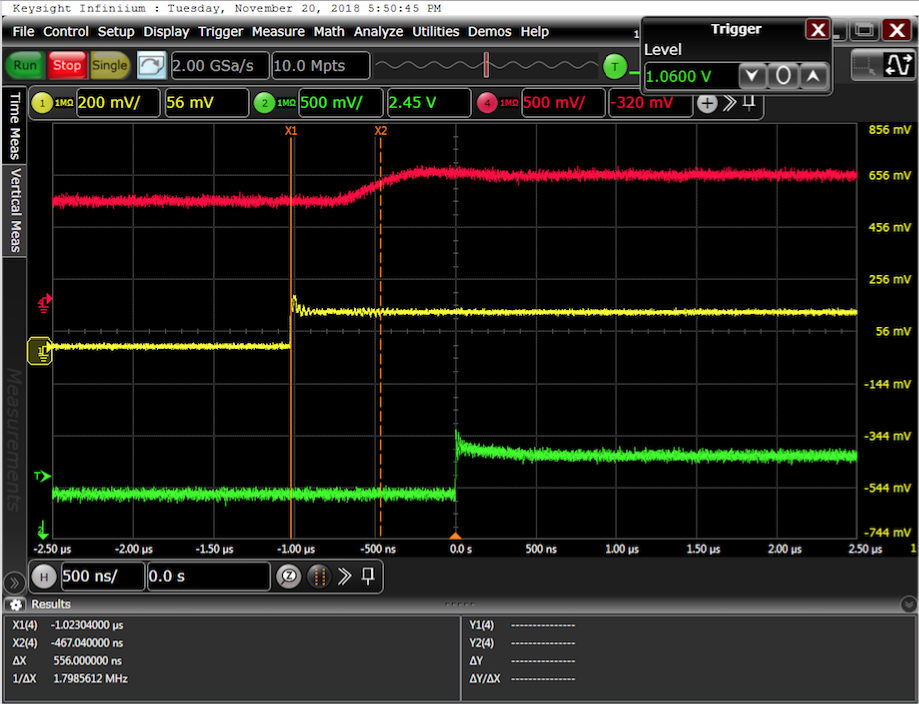 Keysight Infiniium : Tuesday, November 20, 2018 5:50:45 PM
File Control Setup Display Trigger Measure Math Analyze Utilities Demos Help
1
Trigger
X
X
Level
1.0600 V
Run Stop Single 2.00 GSa/s 10.0 Mpts T
1 1MΩ 200 mV/ 56 mV 2 1MΩ 500 mV/ 2.45 V 4 1MΩ 500 mV/ -320 mV +
Time Meas
Vertical Meas
Measurements
X1 X2
856 mV
656 mV
456 mV
256 mV
56 mV
-144 mV
-344 mV
-544 mV
-744 mV
1
T
2
-2.50 µs -2.00 µs -1.50 µs -1.00 µs -500 ns 0.0 s 500 ns 1.00 µs 1.50 µs 2.00 µs 2.50 µs 1
H 500 ns/ 0.0 s
Results
X1(4) -1.02304000 µs
X2(4) -467.040000 ns
ΔX 556.000000 ns
1/ΔX 1.7985612 MHz
Y1(4) ---------------
Y2(4) ---------------
ΔY ---------------
ΔY/ΔX ---------------